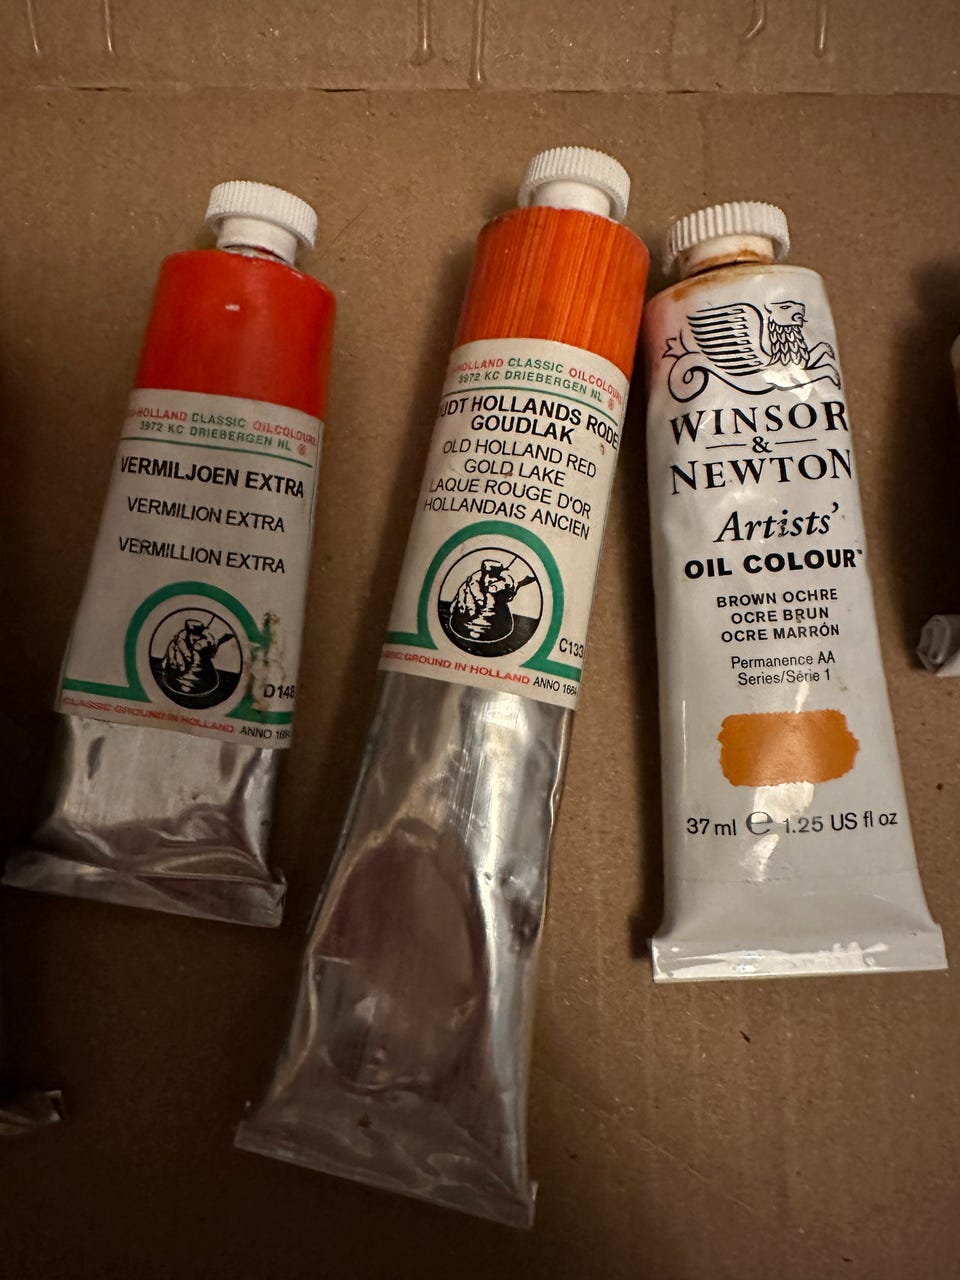 HOLLAND CLASSIC OILCOLOURS
3972 KC DRIEBERGEN NL
VERMILJOEN EXTRA
VERMILION EXTRA
VERMILLION EXTRA
D148
CLASSIC GROUND IN HOLLAND ANNO
HOLLAND CLASSIC OILCOLOURS
3972 KC DRIEBERGEN NL
HOLLANDS RODE
GOUDLAK
OLD HOLLAND RED
GOLD LAKE
LAQUE ROUGE D'OR
HOLLANDAIS ANCIEN
C133
GROUND IN HOLLAND ANNO 1664
WINSOR
&
NEWTON
Artists'
OIL COLOUR™
BROWN OCHRE
OCRE BRUN
OCRE MARRÓN
Permanence AA
Series/Série 1
37 ml e 1.25 US fl oz